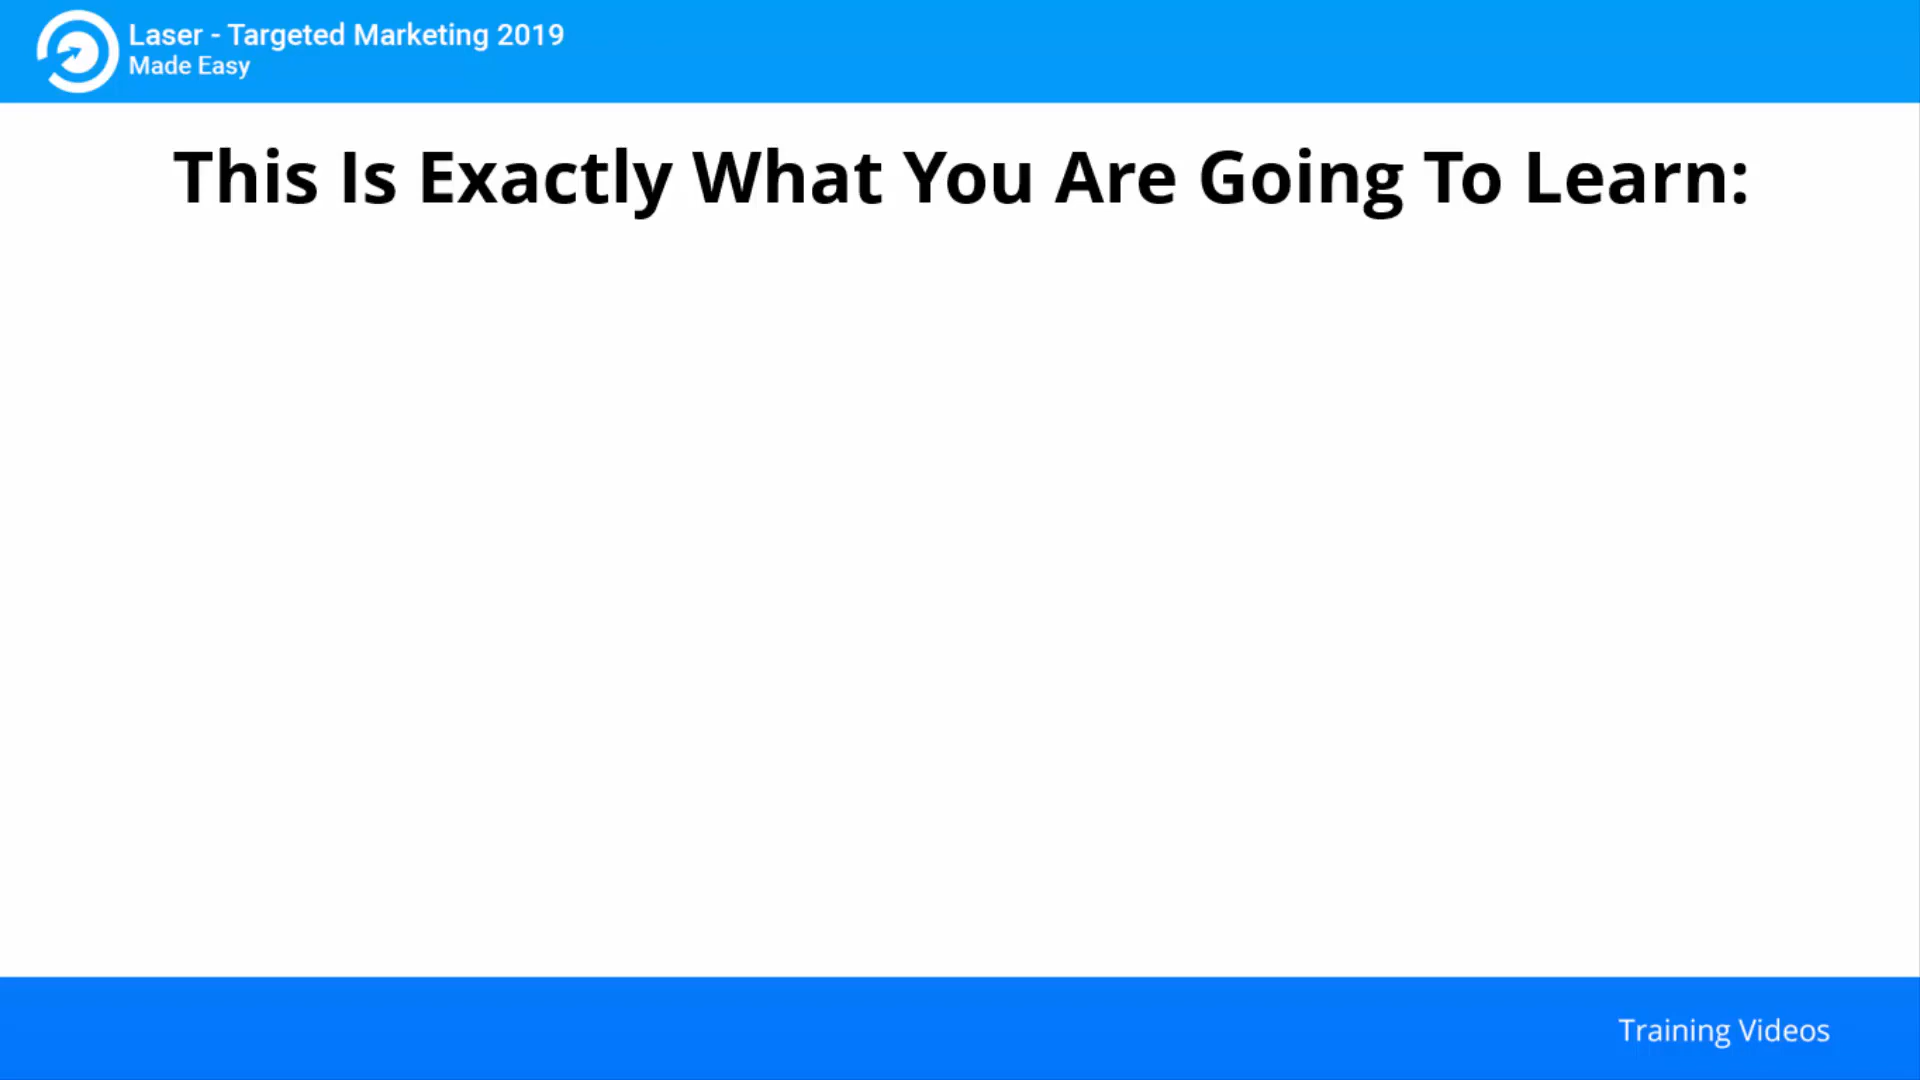 Laser - Targeted Marketing 2019
Made Easy
This Is Exactly What You Are Going To Learn:
Training Videos